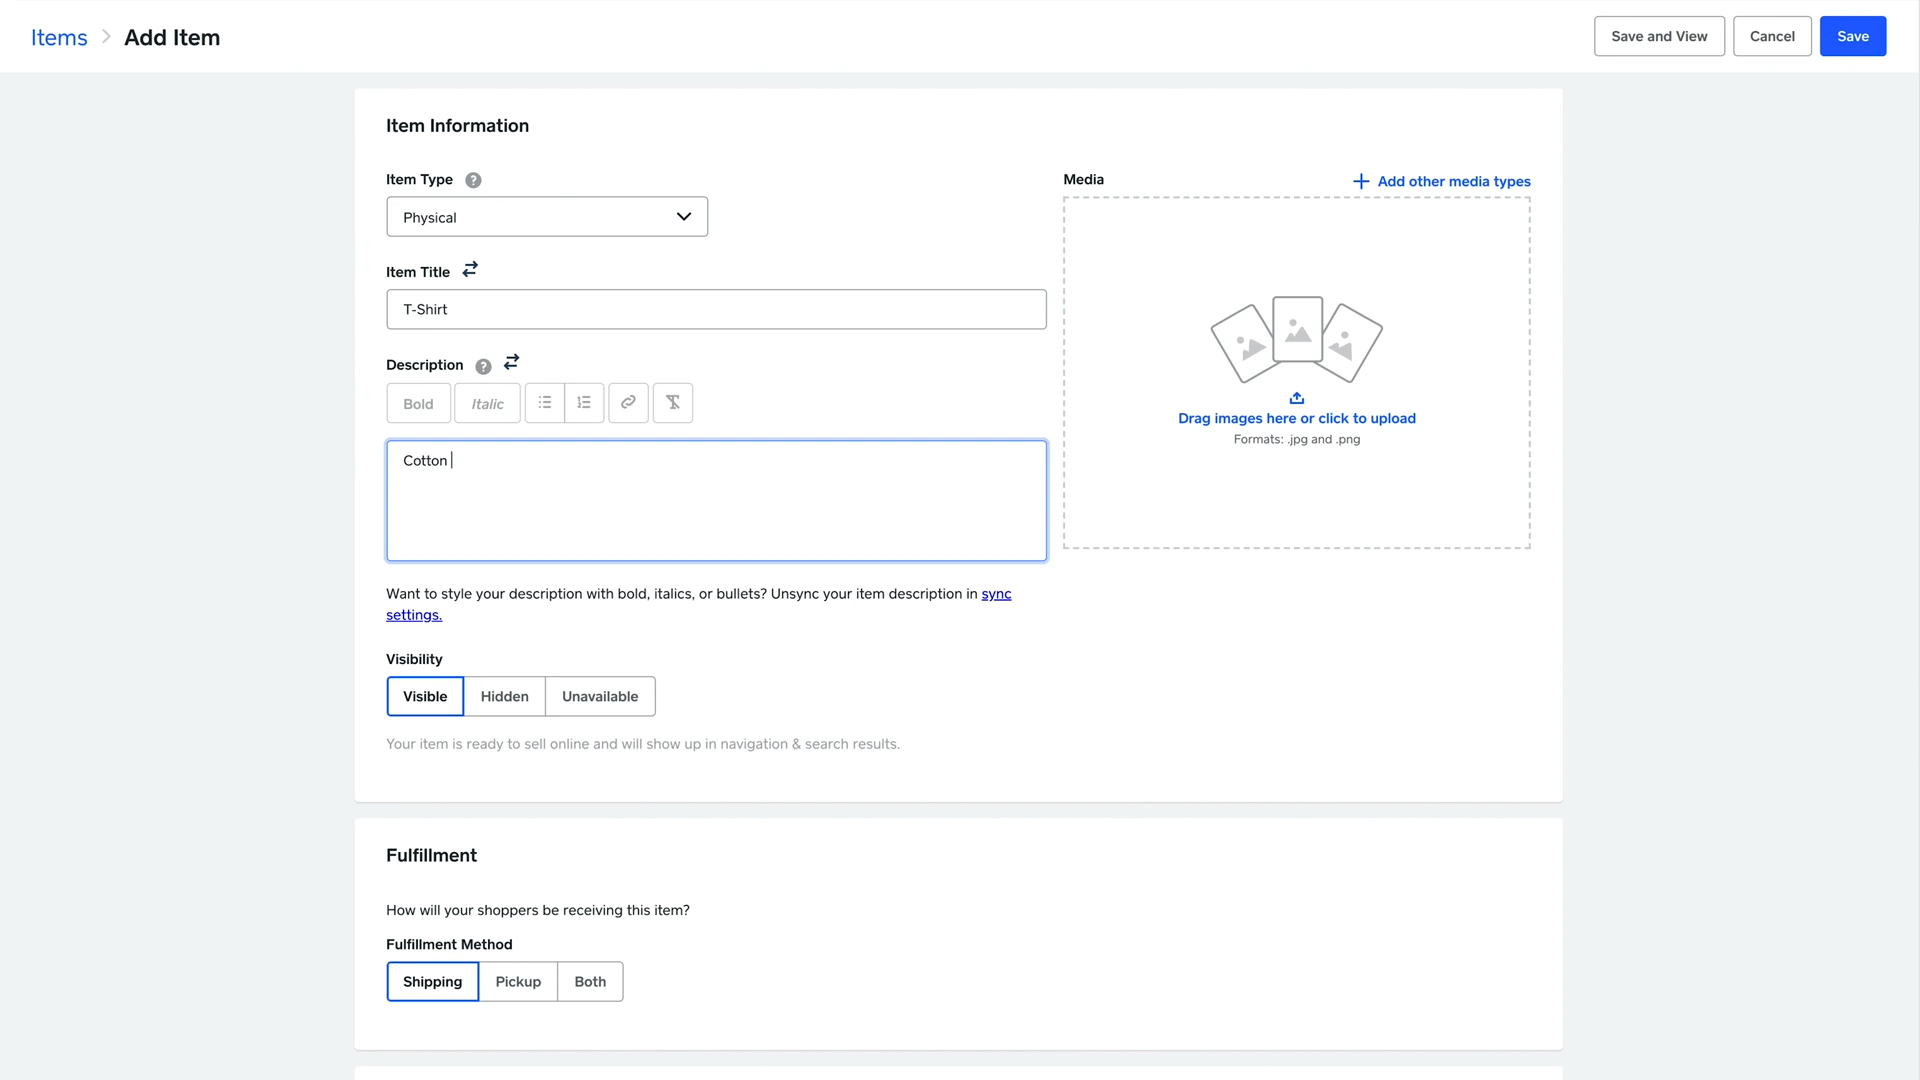 Items > Add Item
Save and View
Cancel
Save
Item Information
Item Type ?
Physical
Item Title
T-Shirt
Description ?
Bold
Italic
Cotton
Want to style your description with bold, italics, or bullets? Unsync your item description in sync
settings.
Visibility
Visible
Hidden
Unavailable
Your item is ready to sell online and will show up in navigation & search results.
Media
+ Add other media types
Drag images here or click to upload
Formats: .jpg and .png
Fulfillment
How will your shoppers be receiving this item?
Fulfillment Method
Shipping
Pickup
Both